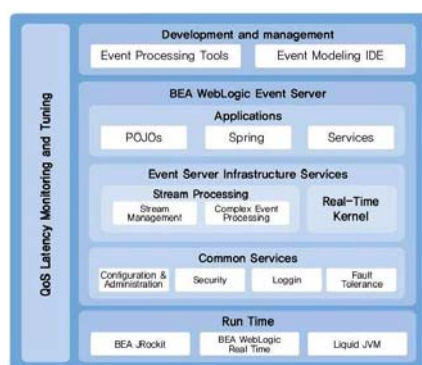 QoS Latency Monitoring and Tuning
Development and management
Event Processing Tools
Event Modeling IDE
BEA WebLogic Event Server
Applications
POJOs
Spring
Services
Event Server Infrastructure Services
Stream Processing
Stream
Management
Complex Event
Processing
Real-Time
Kernel
Common Services
Configuration &
Administration
Security
Loggin
Fault
Tolerance
Run Time
BEA JRockit
BEA WebLogic
Real Time
Liquid JVM